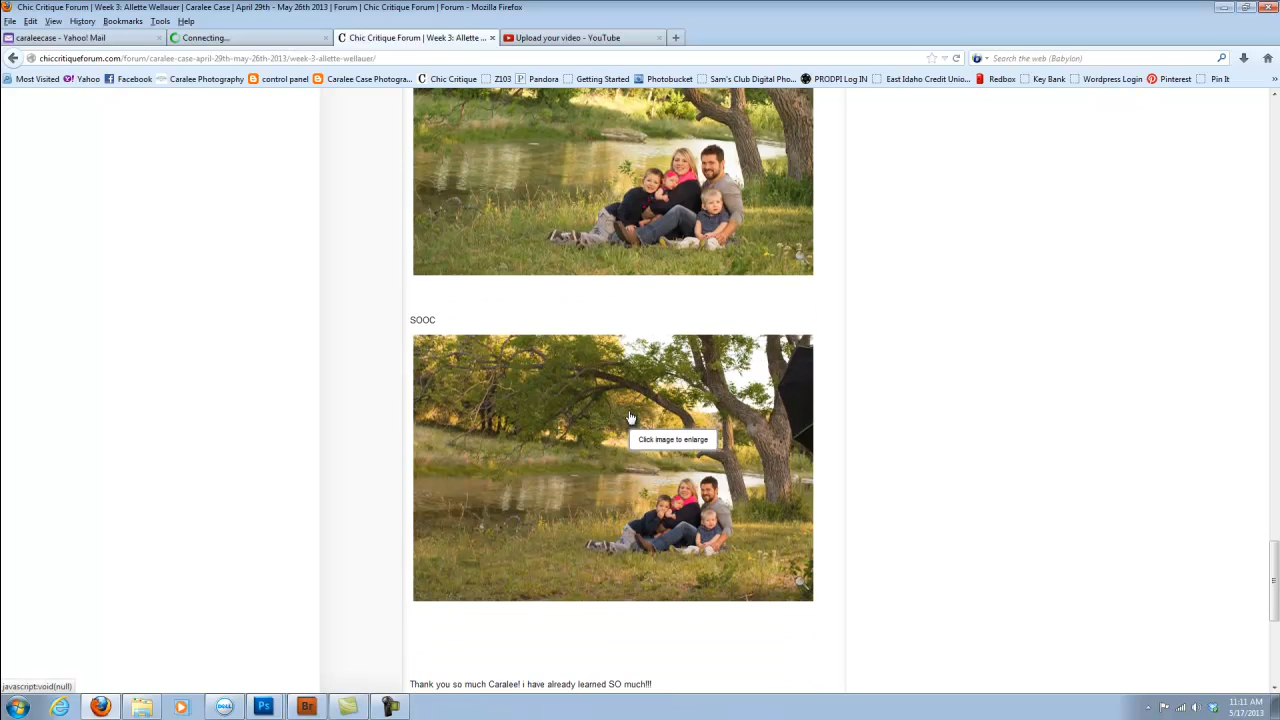 Chic Critique Forum | Week 3: Allette Wellauer | Caralee Case | April 29th - May 26th 2013 | Forum | Chic Critique Forum | Forum - Mozilla Firefox
File Edit View History Bookmarks Tools Help
caraleecase - Yahoo! Mail
Connecting...
Chic Critique Forum | Week 3: Allette ...
Upload your video - YouTube
chiccritiqueforum.com/forum/caralee-case-april-29th-may-26th-2013/week-3-allette-wellauer/
Search the web (Babylon)
Most Visited Yahoo Facebook Caralee Photography control panel Caralee Case Photogra... Chic Critique Z103 Pandora Getting Started Photobucket Sam's Club Digital Pho... PRODPI Log IN East Idaho Credit Unio... Redbox Key Bank Wordpress Login Pinterest Pin It
SOOC
Click image to enlarge
Thank you so much Caralee! i have already learned SO much!!!
javascript:void(null)
DELL
Ps
Br
11:11 AM
5/17/2013